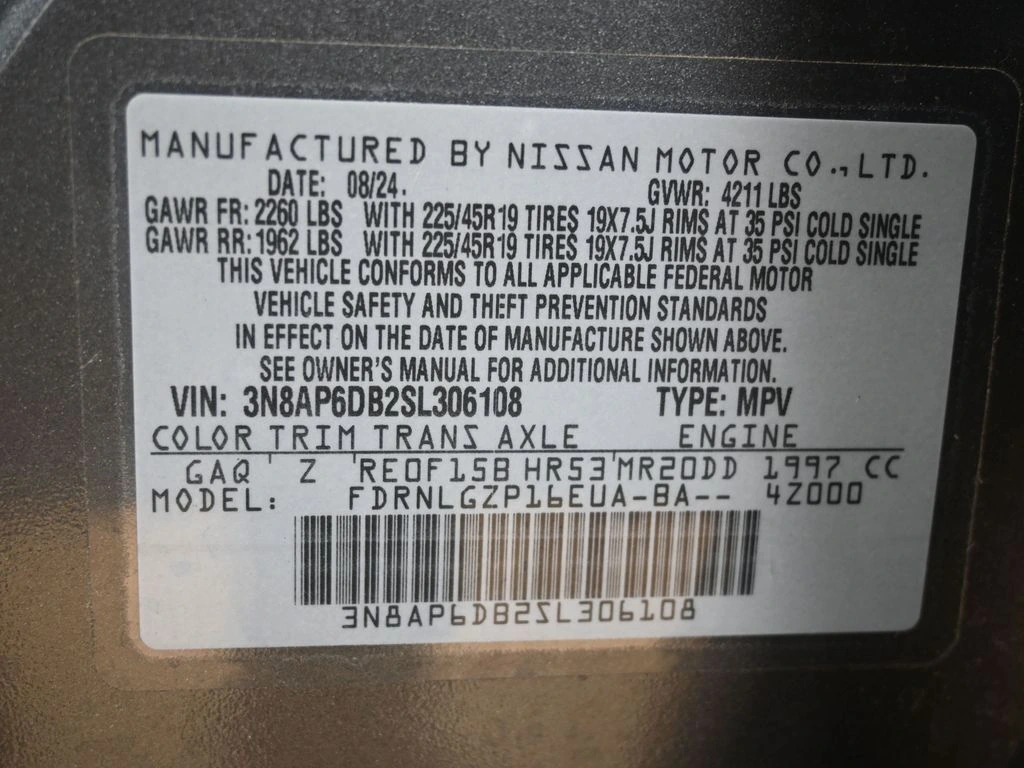 MANUFACTURED BY NISSAN MOTOR CO.,LTD.
DATE: 08/24. GVWR: 4211 LBS
GAWR FR: 2260 LBS WITH 225/45R19 TIRES 19X7.5J RIMS AT 35 PSI COLD SINGLE
GAWR RR: 1962 LBS WITH 225/45R19 TIRES 19X7.5J RIMS AT 35 PSI COLD SINGLE
THIS VEHICLE CONFORMS TO ALL APPLICABLE FEDERAL MOTOR
VEHICLE SAFETY AND THEFT PREVENTION STANDARDS
IN EFFECT ON THE DATE OF MANUFACTURE SHOWN ABOVE.
SEE OWNER'S MANUAL FOR ADDITIONAL INFORMATION.
VIN: 3N8AP6DB2SL306108 TYPE: MPV
COLOR TRIM TRANS AXLE ENGINE
GAQ ' Z 'RE0F15B HR53'MR20DD 1997 CC
MODEL: FDRNLGZP16EUA-BA-- 4Z000
3N8AP6DB2SL306108